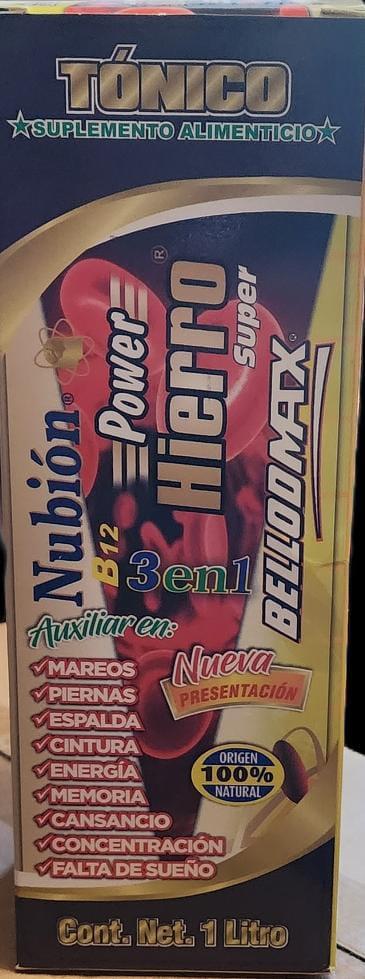 TÓNICO
SUPLEMENTO ALIMENTICIO
Nubión®
B12
Power
Hierro®
Super
BELLODMAX®
3en1
Auxiliar en:
MAREOS
PIERNAS
ESPALDA
CINTURA
ENERGÍA
MEMORIA
CANSANCIO
CONCENTRACIÓN
FALTA DE SUEÑO
Nueva
PRESENTACIÓN
ORIGEN
100%
NATURAL
Cont. Net. 1 Litro